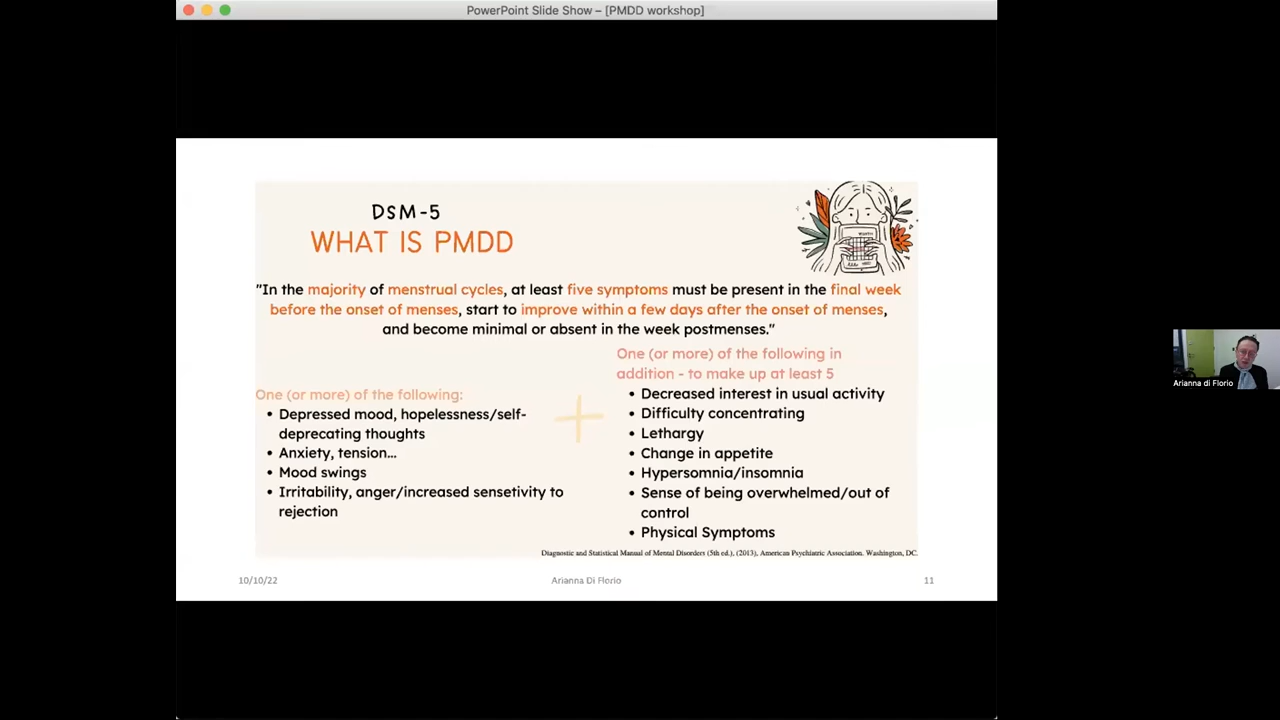 PowerPoint Slide Show – [PMDD workshop]
DSM-5
WHAT IS PMDD
"In the majority of menstrual cycles, at least five symptoms must be present in the final week
before the onset of menses, start to improve within a few days after the onset of menses,
and become minimal or absent in the week postmenses."
One (or more) of the following:
• Depressed mood, hopelessness/self-
deprecating thoughts
• Anxiety, tension...
• Mood swings
• Irritability, anger/increased sensetivity to
rejection
+
One (or more) of the following in
addition - to make up at least 5
• Decreased interest in usual activity
• Difficulty concentrating
• Lethargy
• Change in appetite
• Hypersomnia/insomnia
• Sense of being overwhelmed/out of
control
• Physical Symptoms
Diagnostic and Statistical Manual of Mental Disorders (5th ed.), (2013), American Psychiatric Association. Washington, DC.
10/10/22
Arianna Di Florio
11
Arianna di Florio